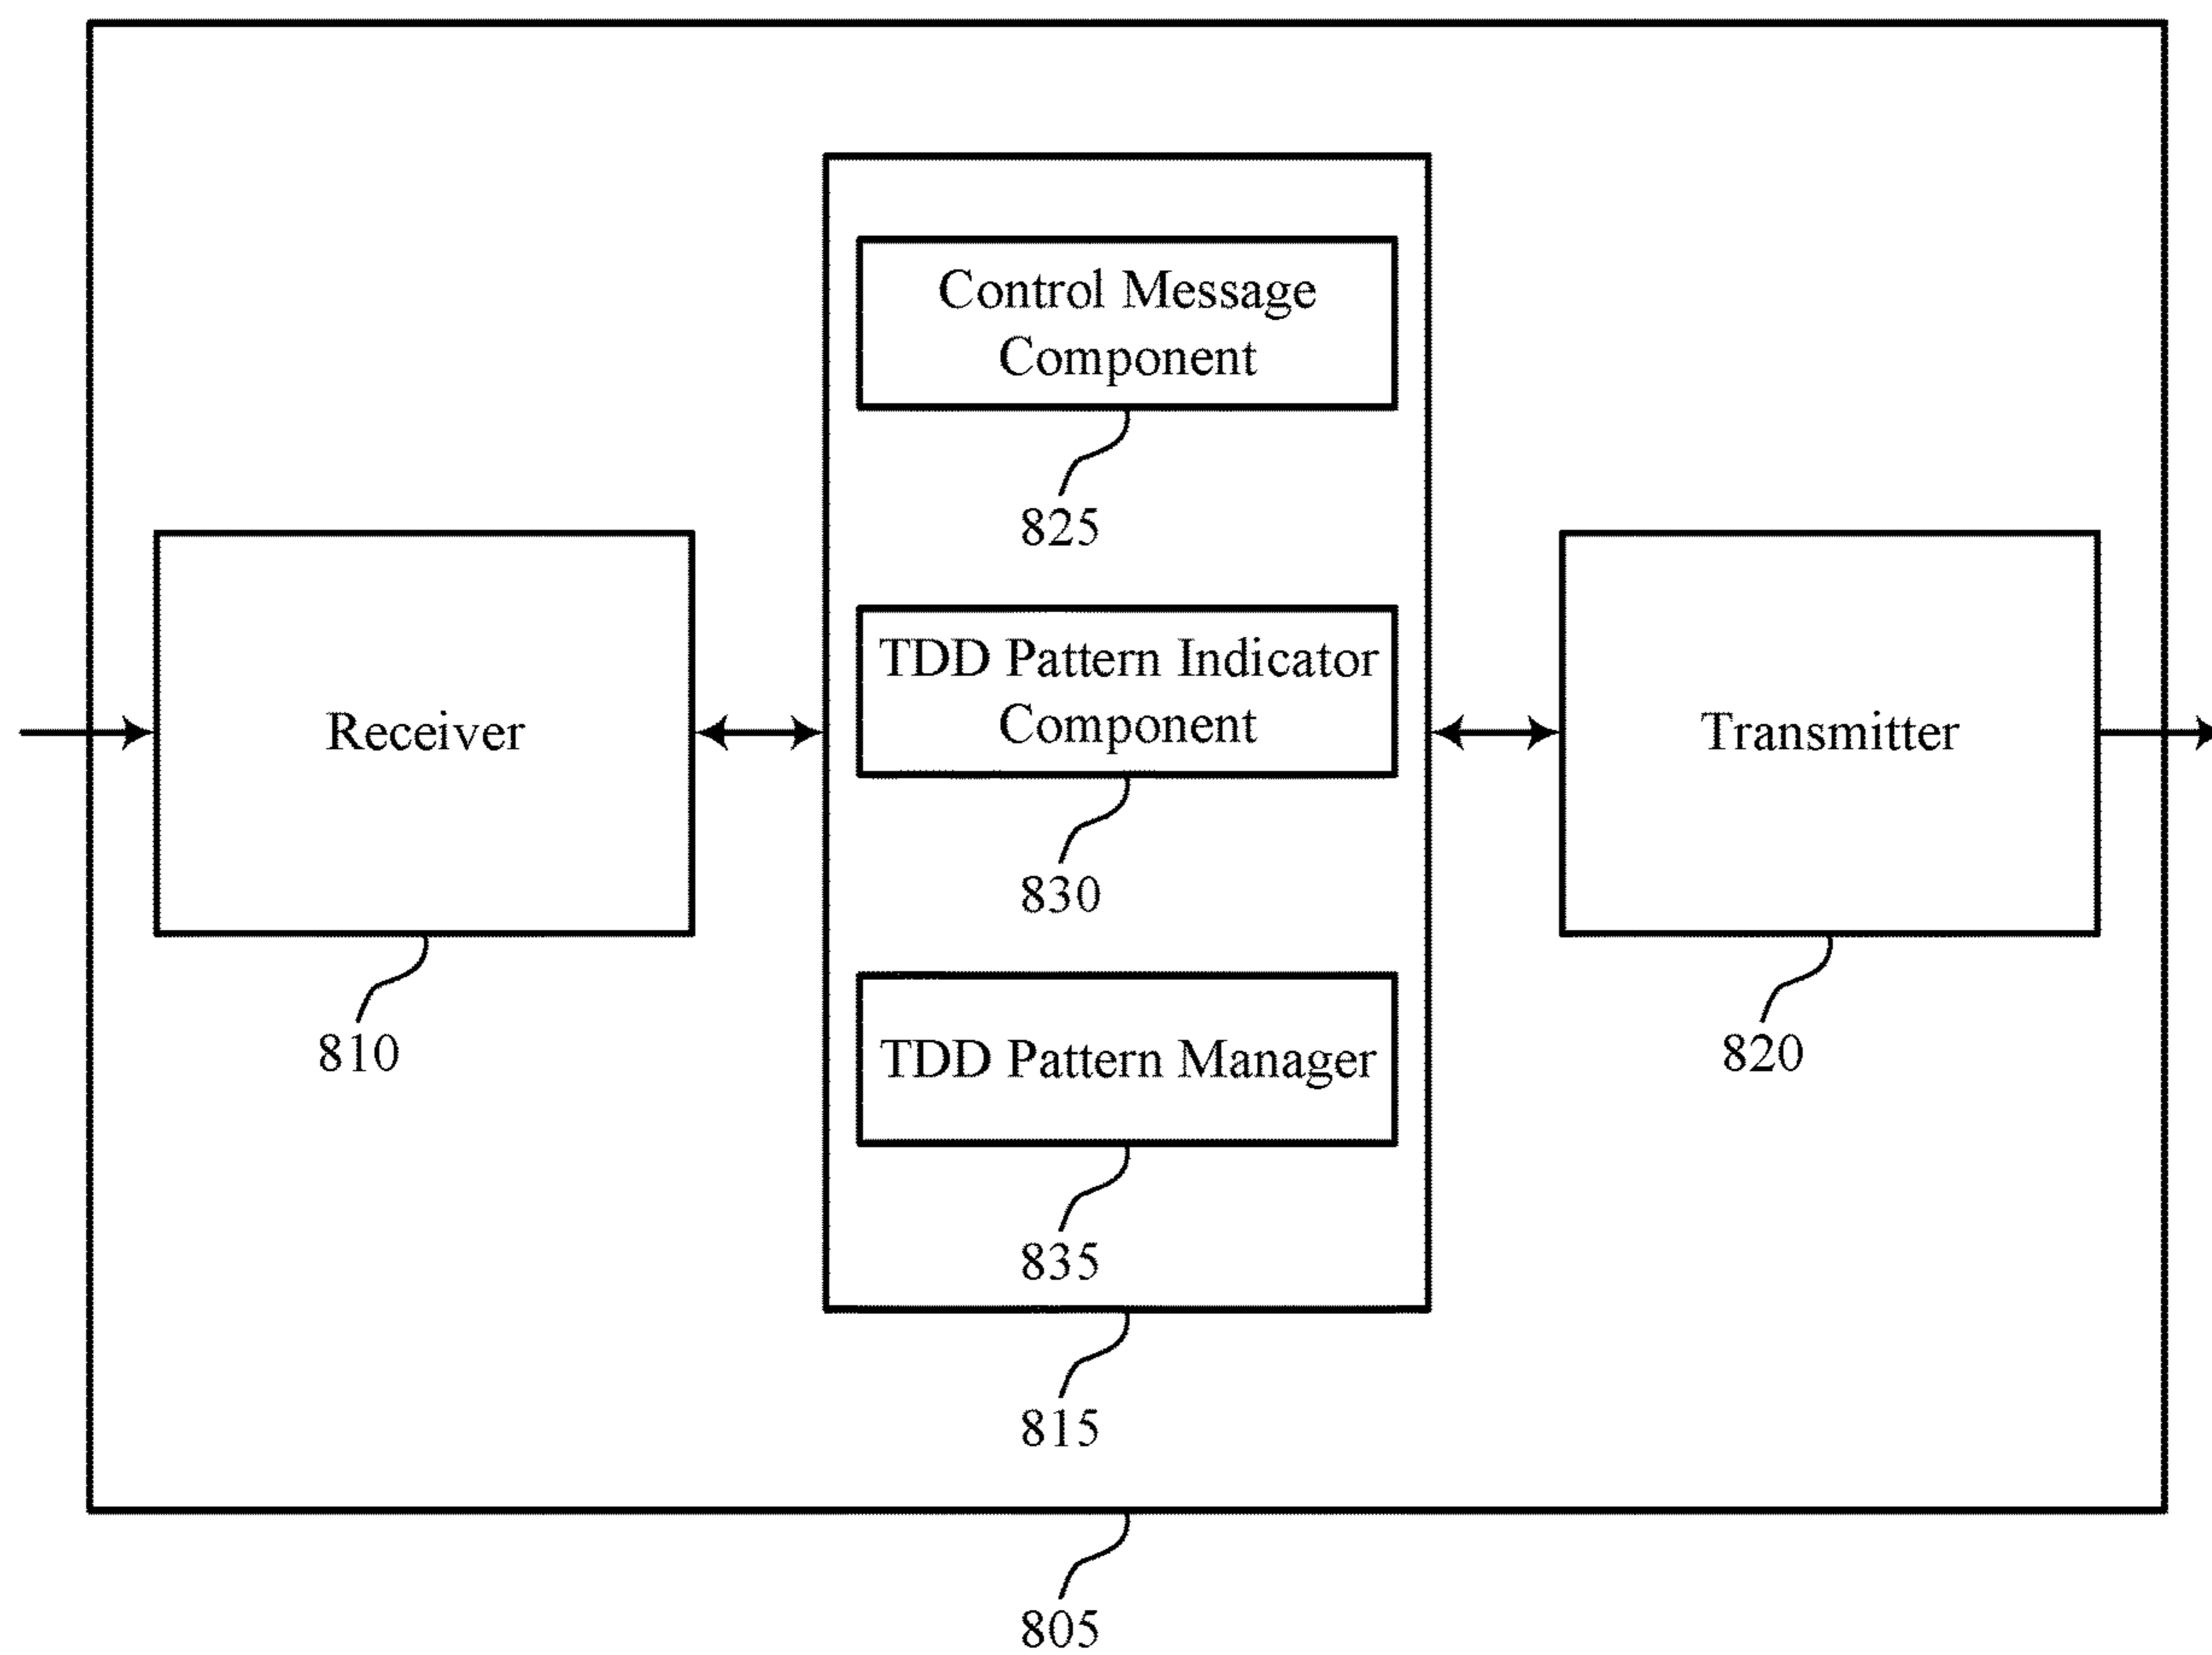 Control Message
Component
825
TDD Pattern Indicator
Component
830
Receiver
Transmitter
810
820
TDD Pattern Manager
835
815
805